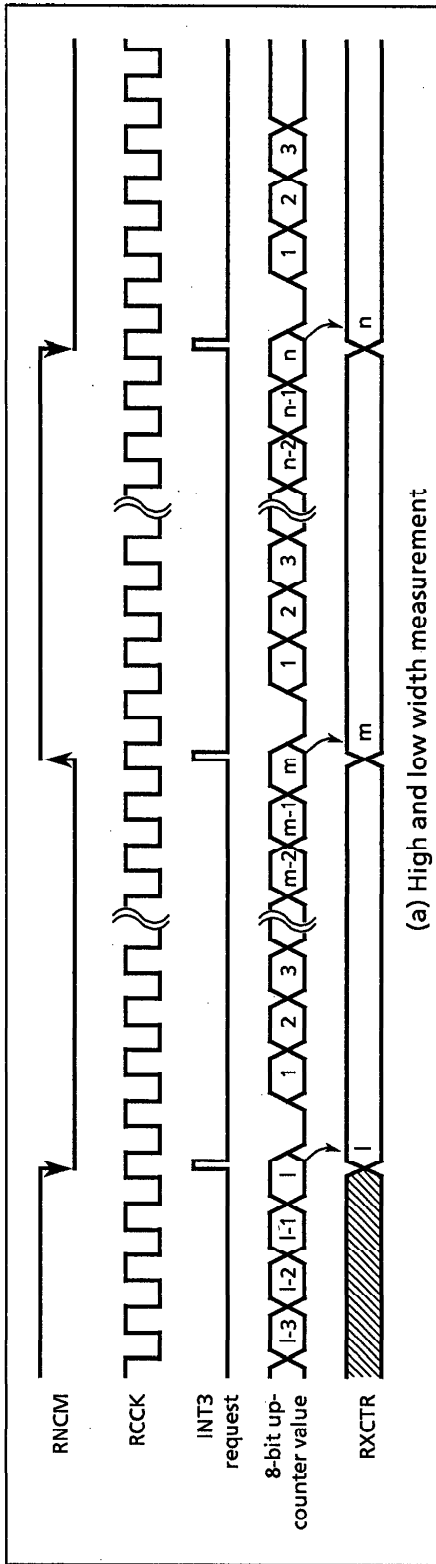 RNCM
RCCK
INT3
request
8-bit up-
counter value
l-3 l-2 l-1 l 1 2 3 m-2 m-1 m 1 2 3 n-2 n-1 n 1 2 3
RXCTR
l m n
(a) High and low width measurement